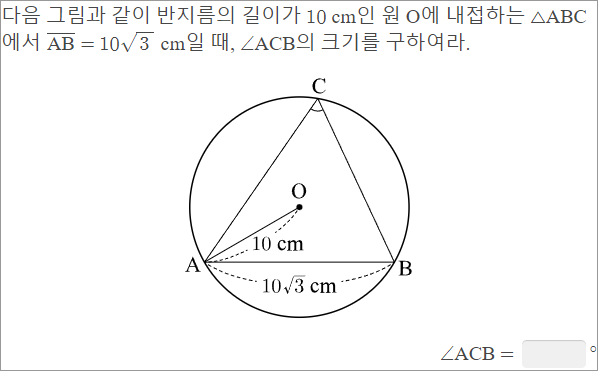 다음 그림과 같이 반지름의 길이가 10 cm인 원 O에 내접하는 △ABC
에서 \overline{AB} = 10√3 cm일 때, ∠ACB의 크기를 구하여라.
C
O
10 cm
A
B
10√3 cm
∠ACB = °